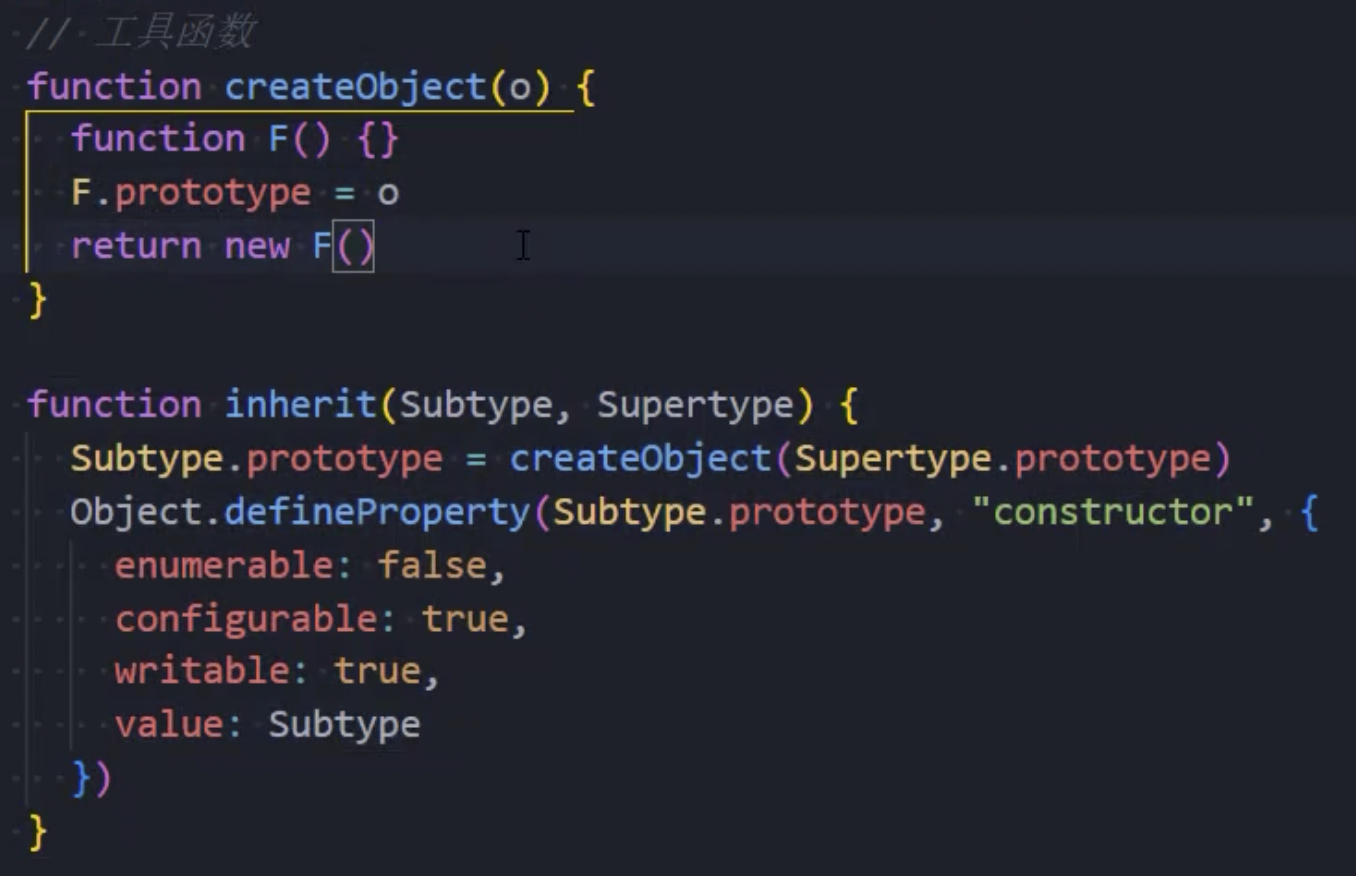 // 工具函数
function createObject(o) {
  function F() {}
  F.prototype = o
  return new F()
}

function inherit(Subtype, Supertype) {
  Subtype.prototype = createObject(Supertype.prototype)
  Object.defineProperty(Subtype.prototype, "constructor", {
    enumerable: false,
    configurable: true,
    writable: true,
    value: Subtype
  })
}